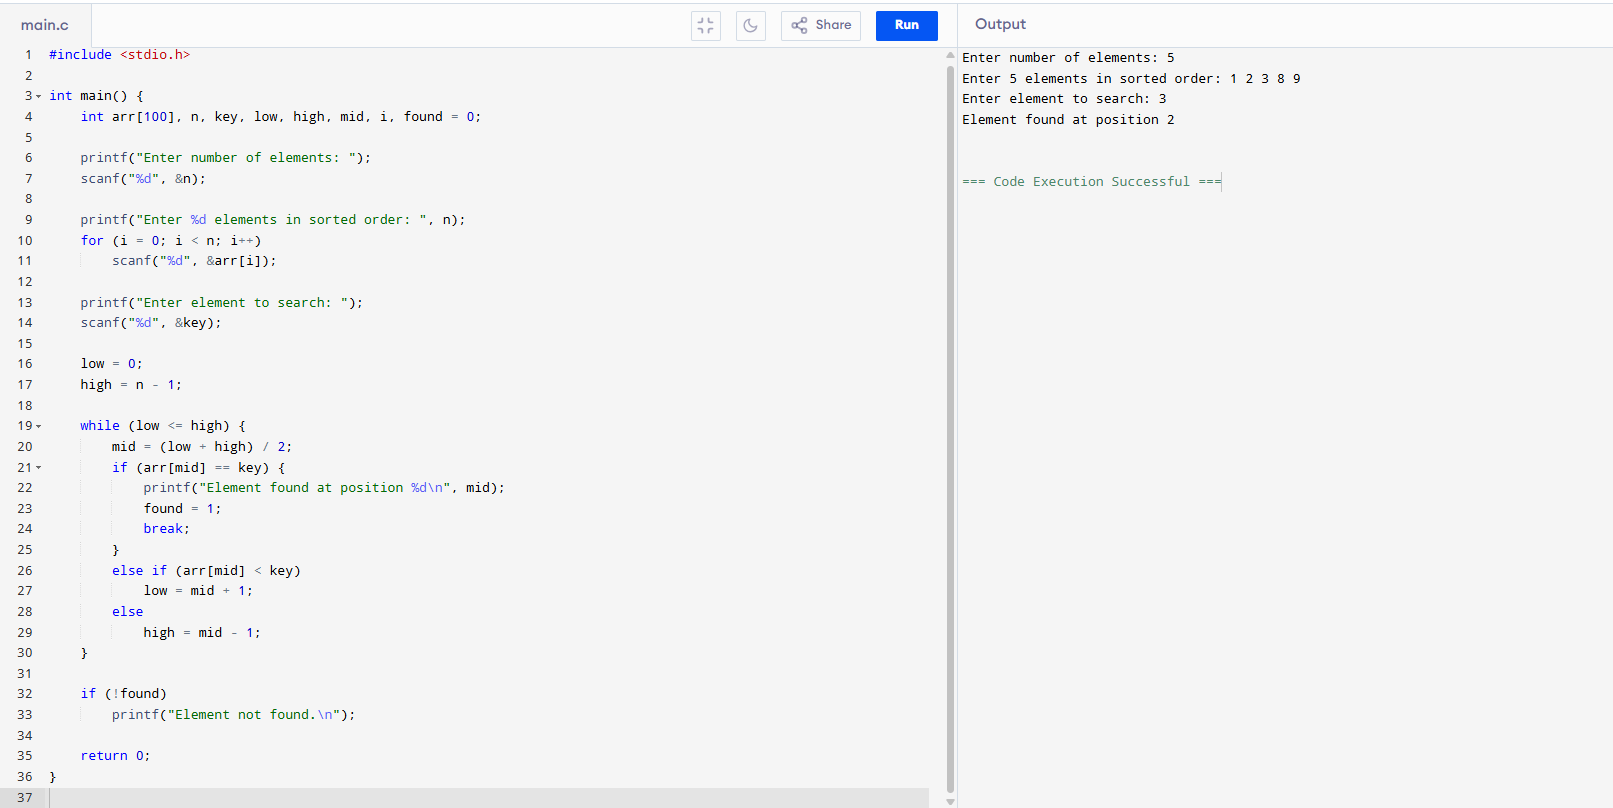 main.c
Share
Run
Output
1 #include <stdio.h>
2
3 int main() {
4     int arr[100], n, key, low, high, mid, i, found = 0;
5
6     printf("Enter number of elements: ");
7     scanf("%d", &n);
8
9     printf("Enter %d elements in sorted order: ", n);
10     for (i = 0; i < n; i++)
11         scanf("%d", &arr[i]);
12
13     printf("Enter element to search: ");
14     scanf("%d", &key);
15
16     low = 0;
17     high = n - 1;
18
19     while (low <= high) {
20         mid = (low + high) / 2;
21         if (arr[mid] == key) {
22             printf("Element found at position %d\n", mid);
23             found = 1;
24             break;
25         }
26         else if (arr[mid] < key)
27             low = mid + 1;
28         else
29             high = mid - 1;
30     }
31
32     if (!found)
33         printf("Element not found.\n");
34
35     return 0;
36 }
37
Enter number of elements: 5
Enter 5 elements in sorted order: 1 2 3 8 9
Enter element to search: 3
Element found at position 2
=== Code Execution Successful ===